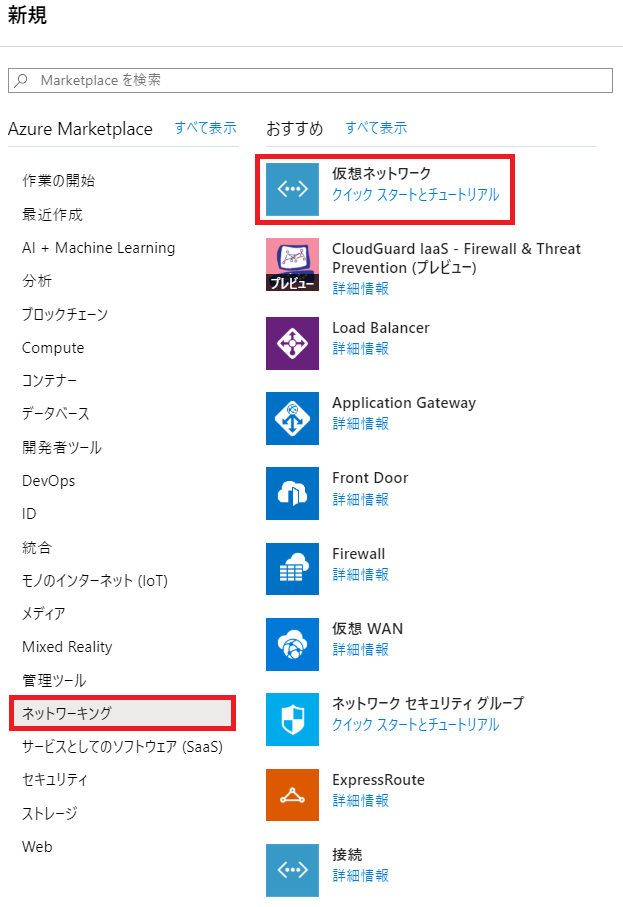 新規
Marketplace を検索
Azure Marketplace すべて表示
作業の開始
最近作成
AI + Machine Learning
分析
ブロックチェーン
Compute
コンテナー
データベース
開発者ツール
DevOps
ID
統合
モノのインターネット (IoT)
メディア
Mixed Reality
管理ツール
ネットワーキング
サービスとしてのソフトウェア (SaaS)
セキュリティ
ストレージ
Web
おすすめ すべて表示
仮想ネットワーク
クイック スタートとチュートリアル
プレビュー
CloudGuard IaaS - Firewall & Threat
Prevention (プレビュー)
詳細情報
Load Balancer
詳細情報
Application Gateway
詳細情報
Front Door
詳細情報
Firewall
詳細情報
仮想 WAN
詳細情報
ネットワーク セキュリティ グループ
クイック スタートとチュートリアル
ExpressRoute
詳細情報
接続
詳細情報